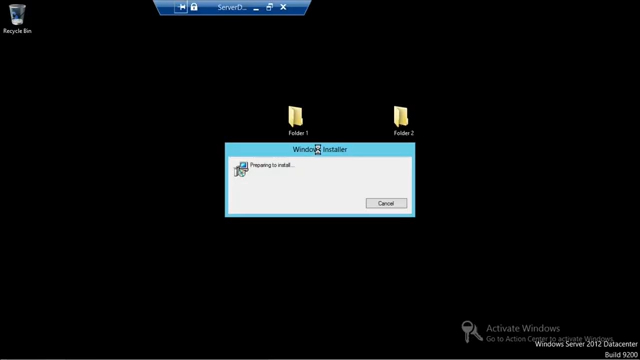 ServerD...
Recycle Bin
Folder 1
Folder 2
Windows Installer
Preparing to install...
Cancel
Activate Windows
Go to Action Center to activate Windows
Windows Server 2012 Datacenter
Build 9200